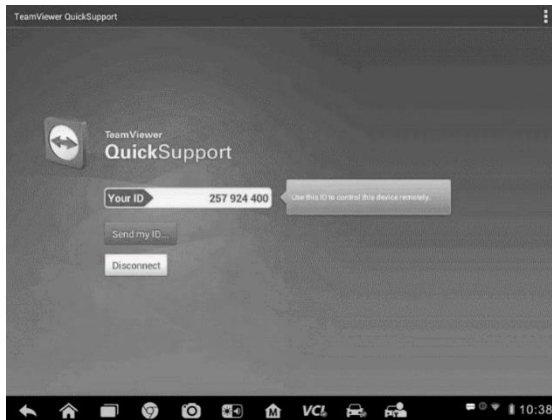 TeamViewer QuickSupport
TeamViewer
QuickSupport
Your ID
257 924 400
Use this ID to control this device remotely.
Send my ID...
Disconnect
M
VCI
10:38